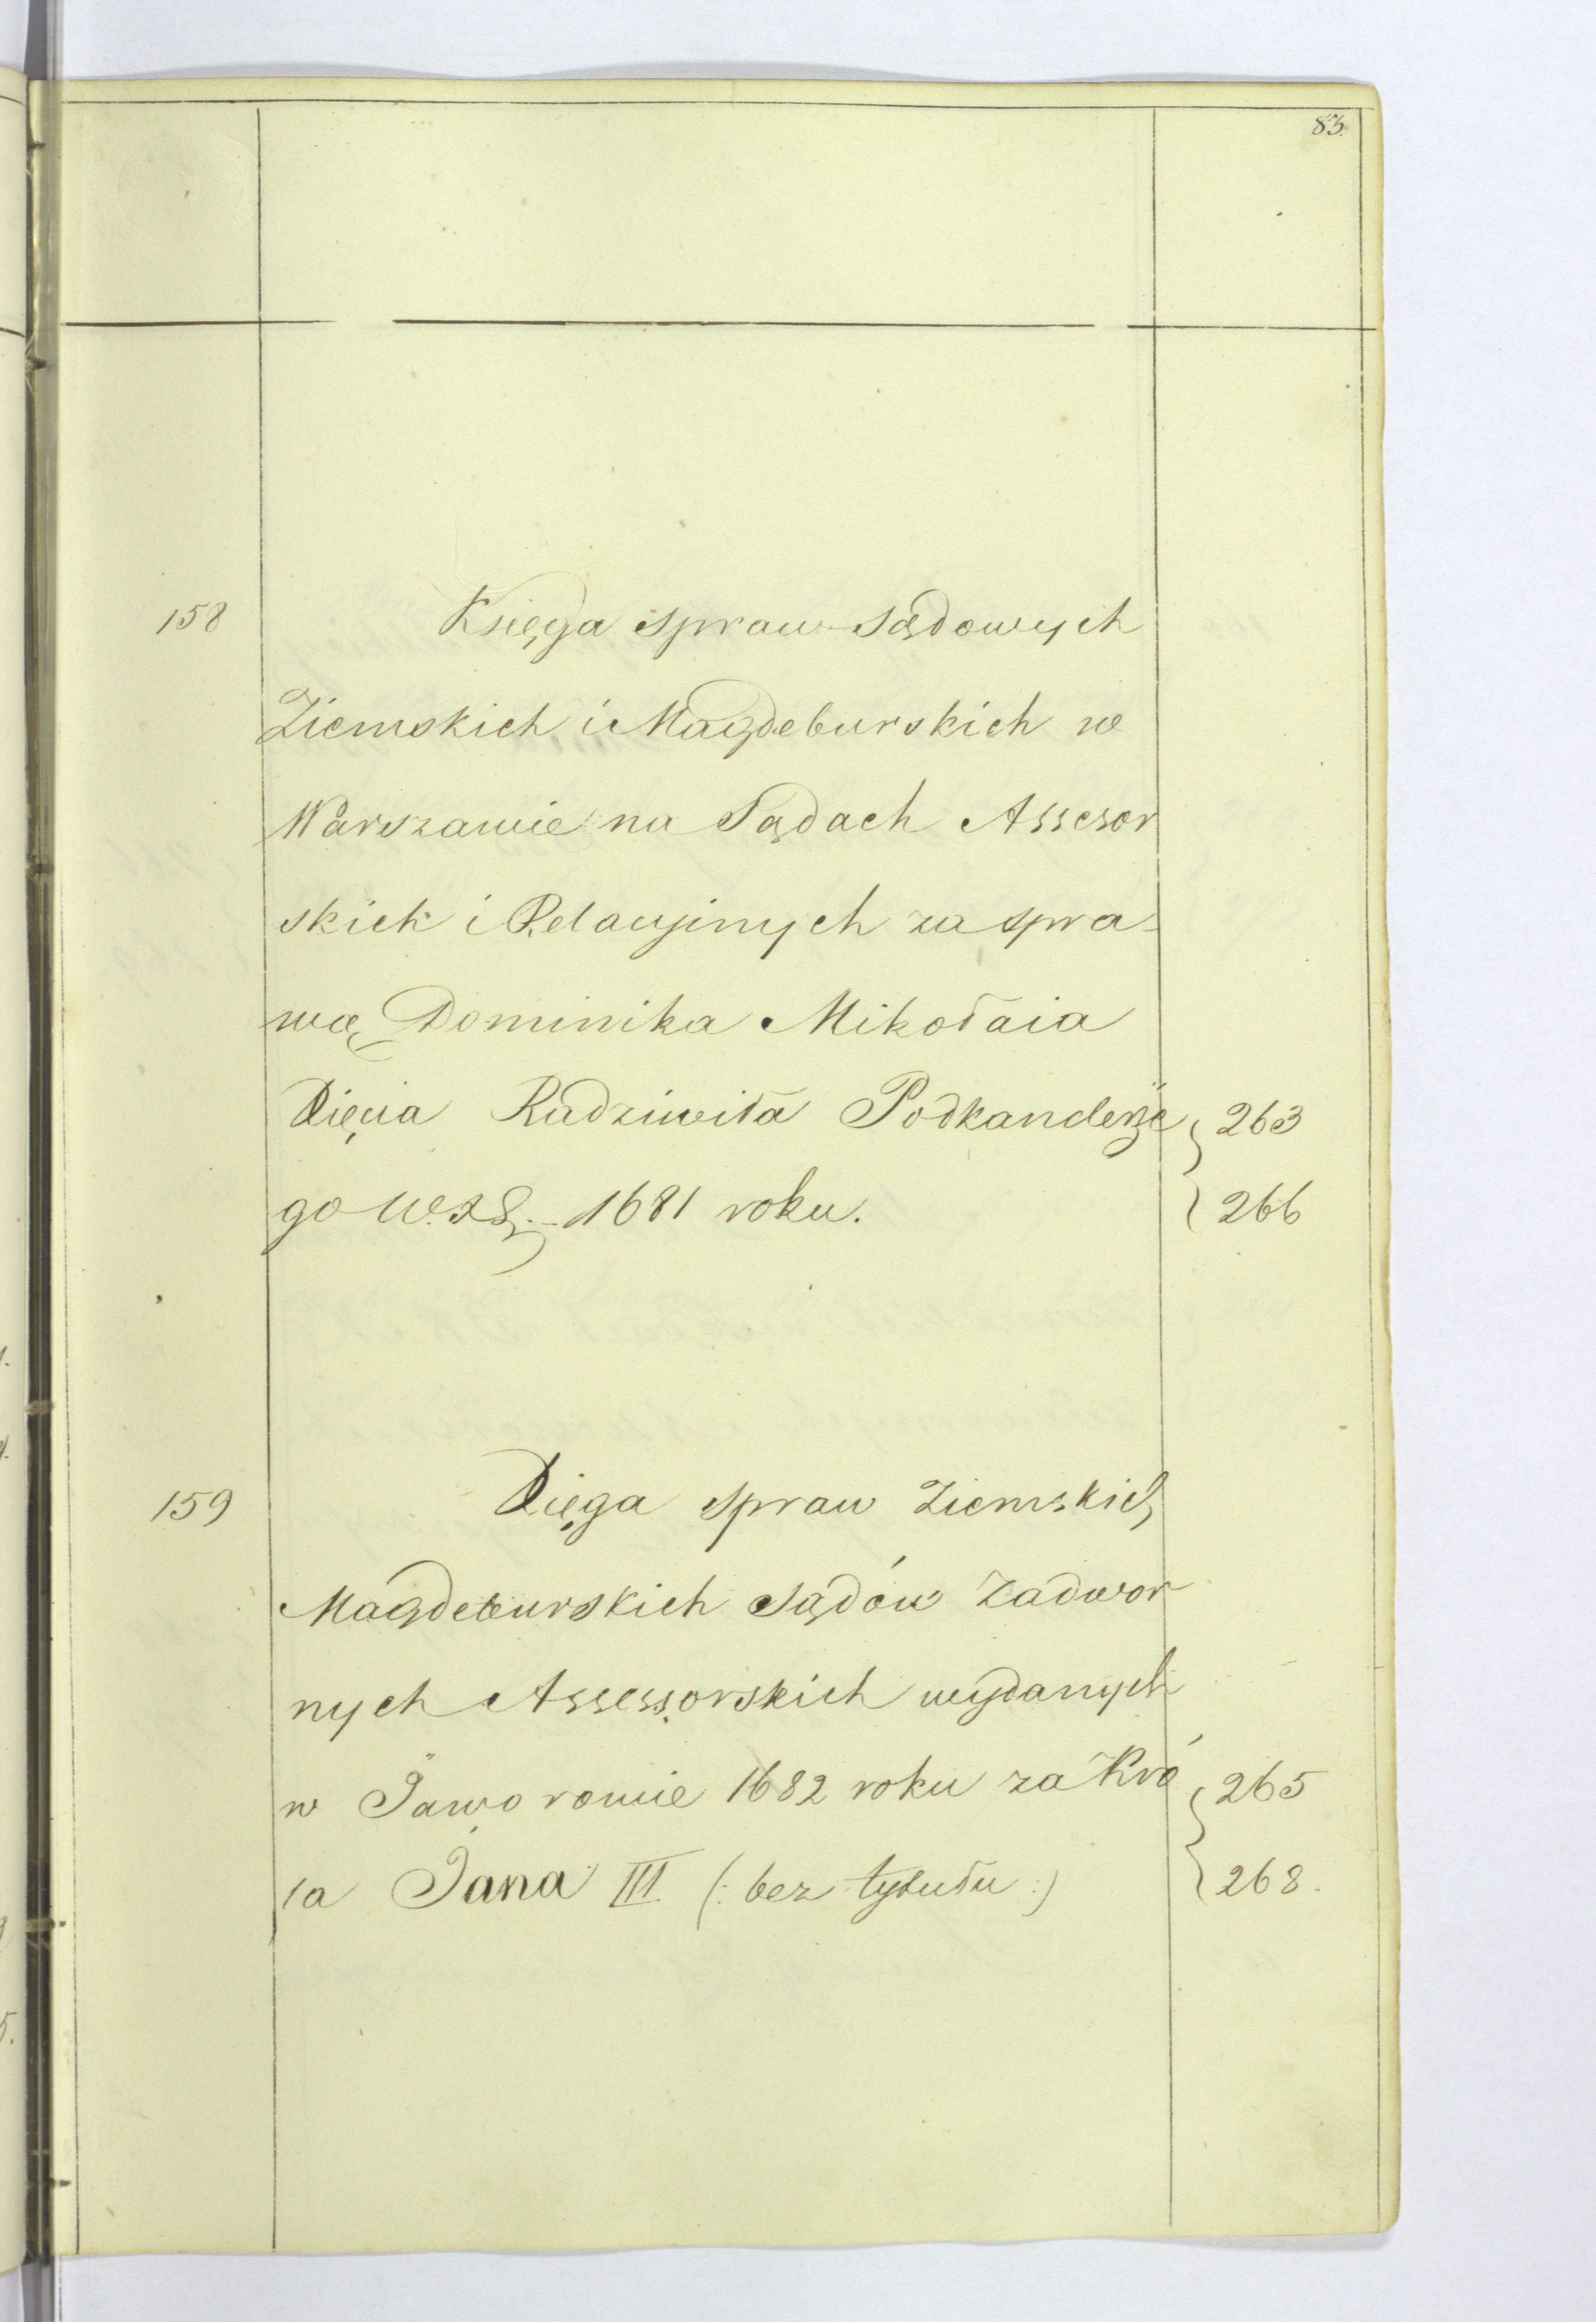 83.
158 Księga spraw sądowych
Ziemskich i Magdeburskich w
Warszawie na Sądach Assesor
skich i Relacyjnych za spra-
wą Dominika Mikołaia
Xięcia Radziwiła Podkanclerze 263
go W.X.L. 1681 roku. 266
159 Xięga spraw Ziemskich
Magdeburskich Sądów Zadwor
nych Assessorskich wydanych
w Jaworowie 1682 roku za Kró 265
la Jana III (: bez tytułu :) 268.